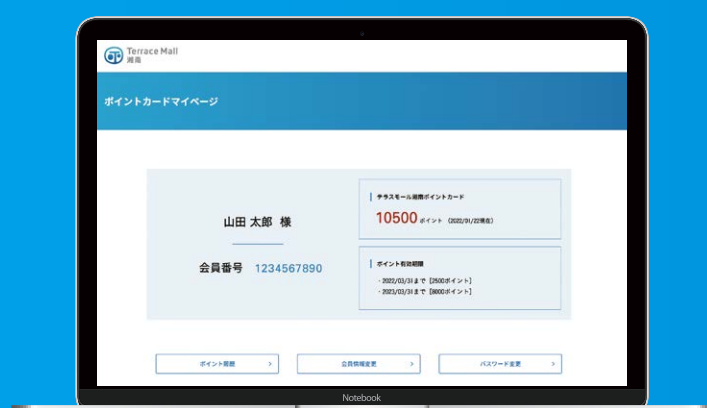 Terrace Mall
湘南
ポイントカードマイページ
山田 太郎 様
会員番号 1234567890
テラスモール湘南ポイントカード
10500 ポイント (2022/01/22現在)
ポイント有効期限
・2022/03/31まで [2500ポイント]
・2023/03/31まで [8000ポイント]
ポイント履歴 >
会員情報変更 >
パスワード変更 >
Notebook